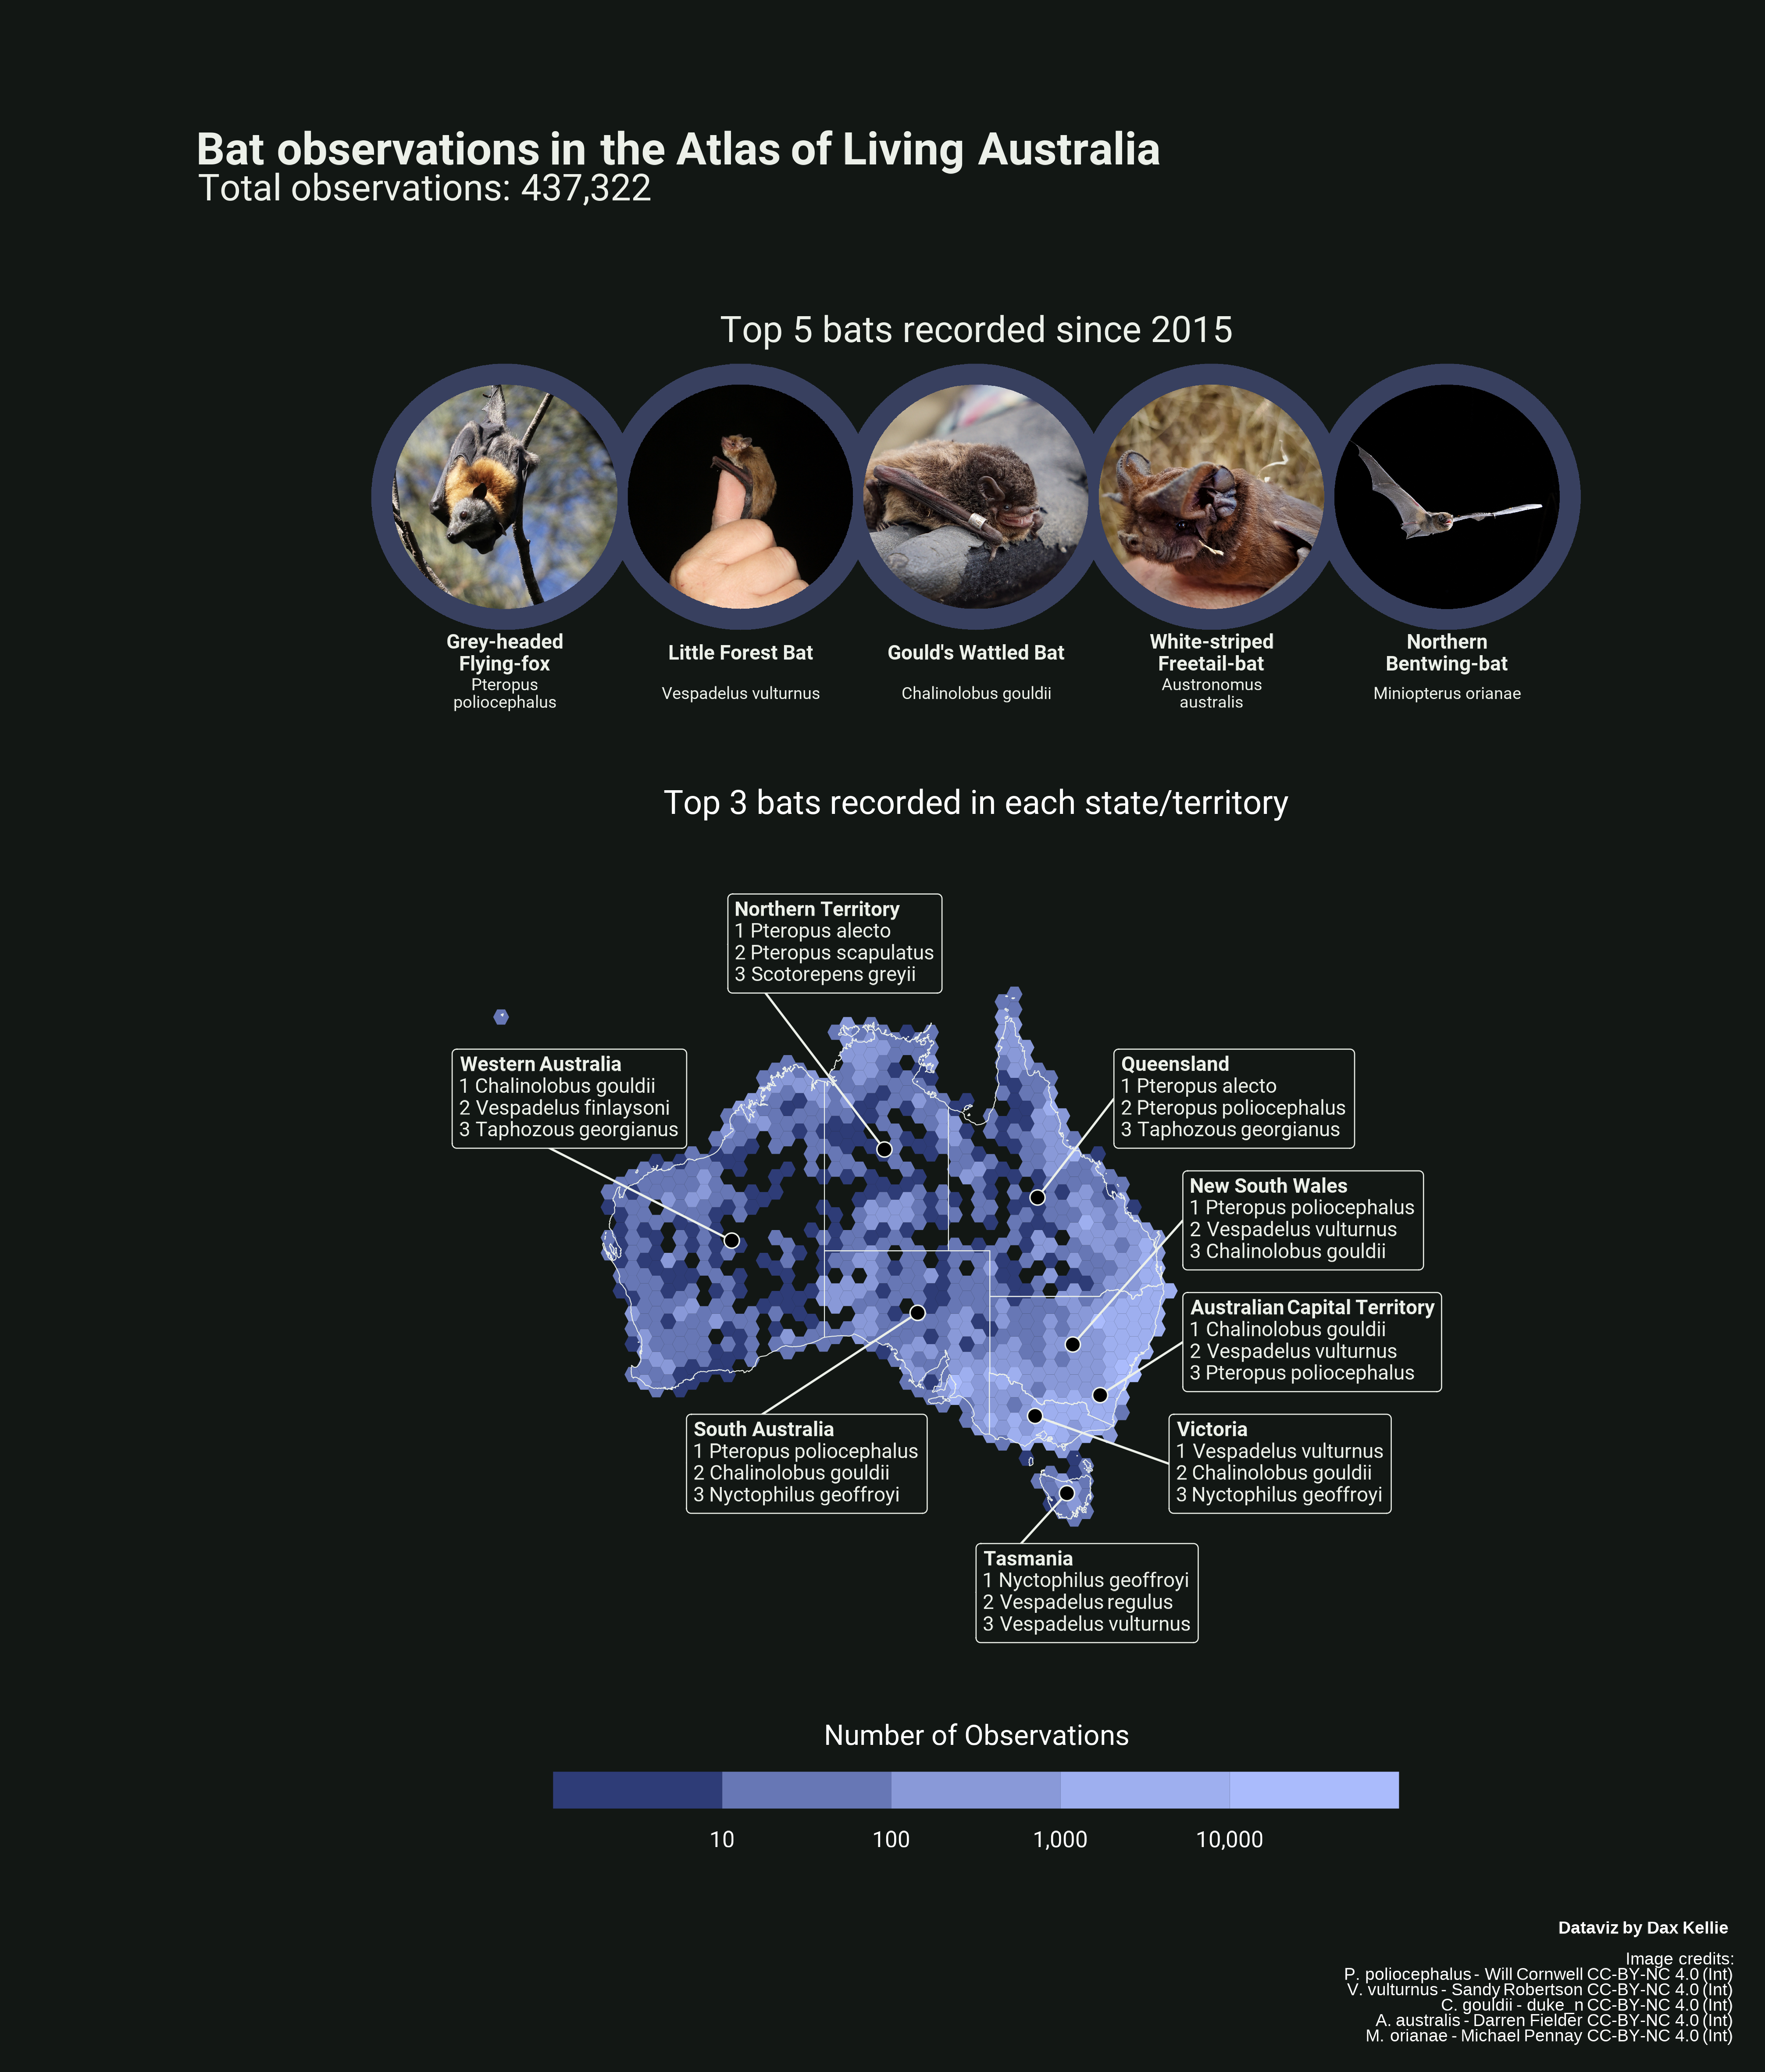 Bat observations in the Atlas of Living Australia
Total observations: 437,322
Top 5 bats recorded since 2015
Grey-headed
Flying-fox
Pteropus
poliocephalus
Little Forest Bat
Vespadelus vulturnus
Gould's Wattled Bat
Chalinolobus gouldii
White-striped
Freetail-bat
Austronomus
australis
Northern
Bentwing-bat
Miniopterus orianae
Top 3 bats recorded in each state/territory
Northern Territory
1 Pteropus alecto
2 Pteropus scapulatus
3 Scotorepens greyii
Western Australia
1 Chalinolobus gouldii
2 Vespadelus finlaysoni
3 Taphozous georgianus
Queensland
1 Pteropus alecto
2 Pteropus poliocephalus
3 Taphozous georgianus
New South Wales
1 Pteropus poliocephalus
2 Vespadelus vulturnus
3 Chalinolobus gouldii
Australian Capital Territory
1 Chalinolobus gouldii
2 Vespadelus vulturnus
3 Pteropus poliocephalus
South Australia
1 Pteropus poliocephalus
2 Chalinolobus gouldii
3 Nyctophilus geoffroyi
Victoria
1 Vespadelus vulturnus
2 Chalinolobus gouldii
3 Nyctophilus geoffroyi
Tasmania
1 Nyctophilus geoffroyi
2 Vespadelus regulus
3 Vespadelus vulturnus
Number of Observations
10 100 1,000 10,000
Dataviz by Dax Kellie
Image credits:
P. poliocephalus - Will Cornwell CC-BY-NC 4.0 (Int)
V. vulturnus - Sandy Robertson CC-BY-NC 4.0 (Int)
C. gouldii - duke_n CC-BY-NC 4.0 (Int)
A. australis - Darren Fielder CC-BY-NC 4.0 (Int)
M. orianae - Michael Pennay CC-BY-NC 4.0 (Int)